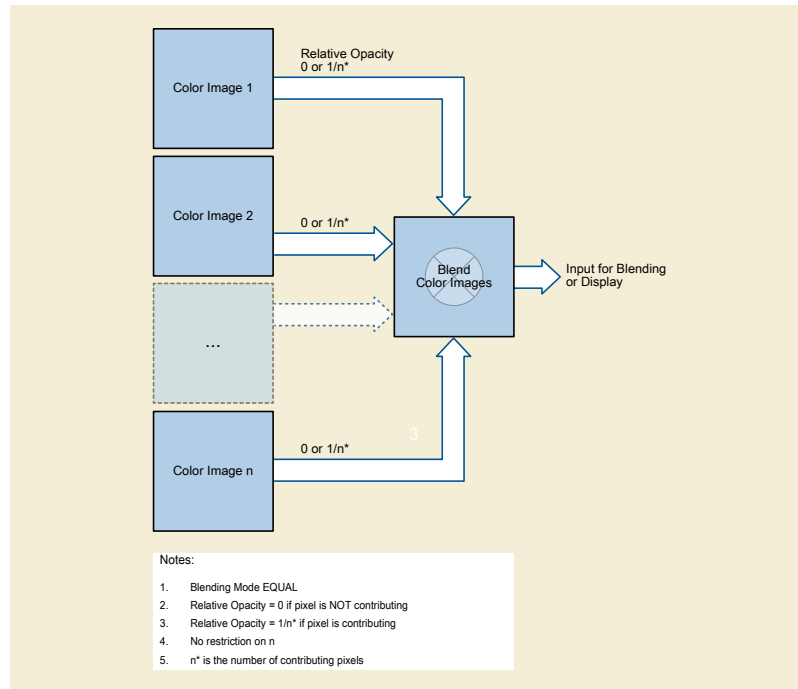 Relative Opacity
0 or 1/n*
Color Image 1
Color Image 2
0 or 1/n*
Blend
Color Images
Input for Blending
or Display
...
3
0 or 1/n*
Color Image n
Notes:
1. Blending Mode EQUAL
2. Relative Opacity = 0 if pixel is NOT contributing
3. Relative Opacity = 1/n* if pixel is contributing
4. No restriction on n
5. n* is the number of contributing pixels